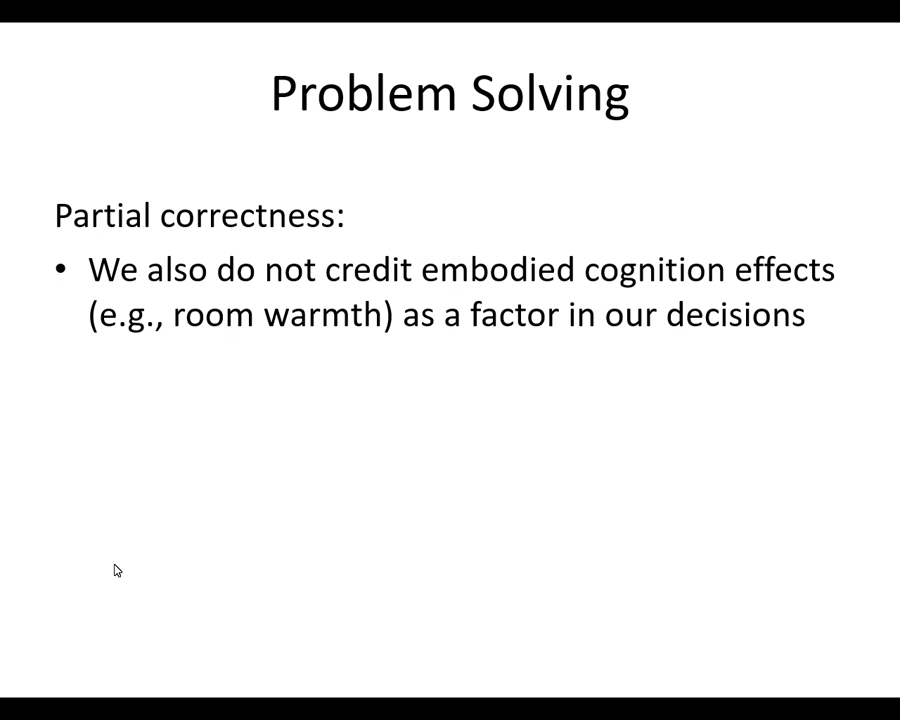 Problem Solving
Partial correctness:
• We also do not credit embodied cognition effects
(e.g., room warmth) as a factor in our decisions